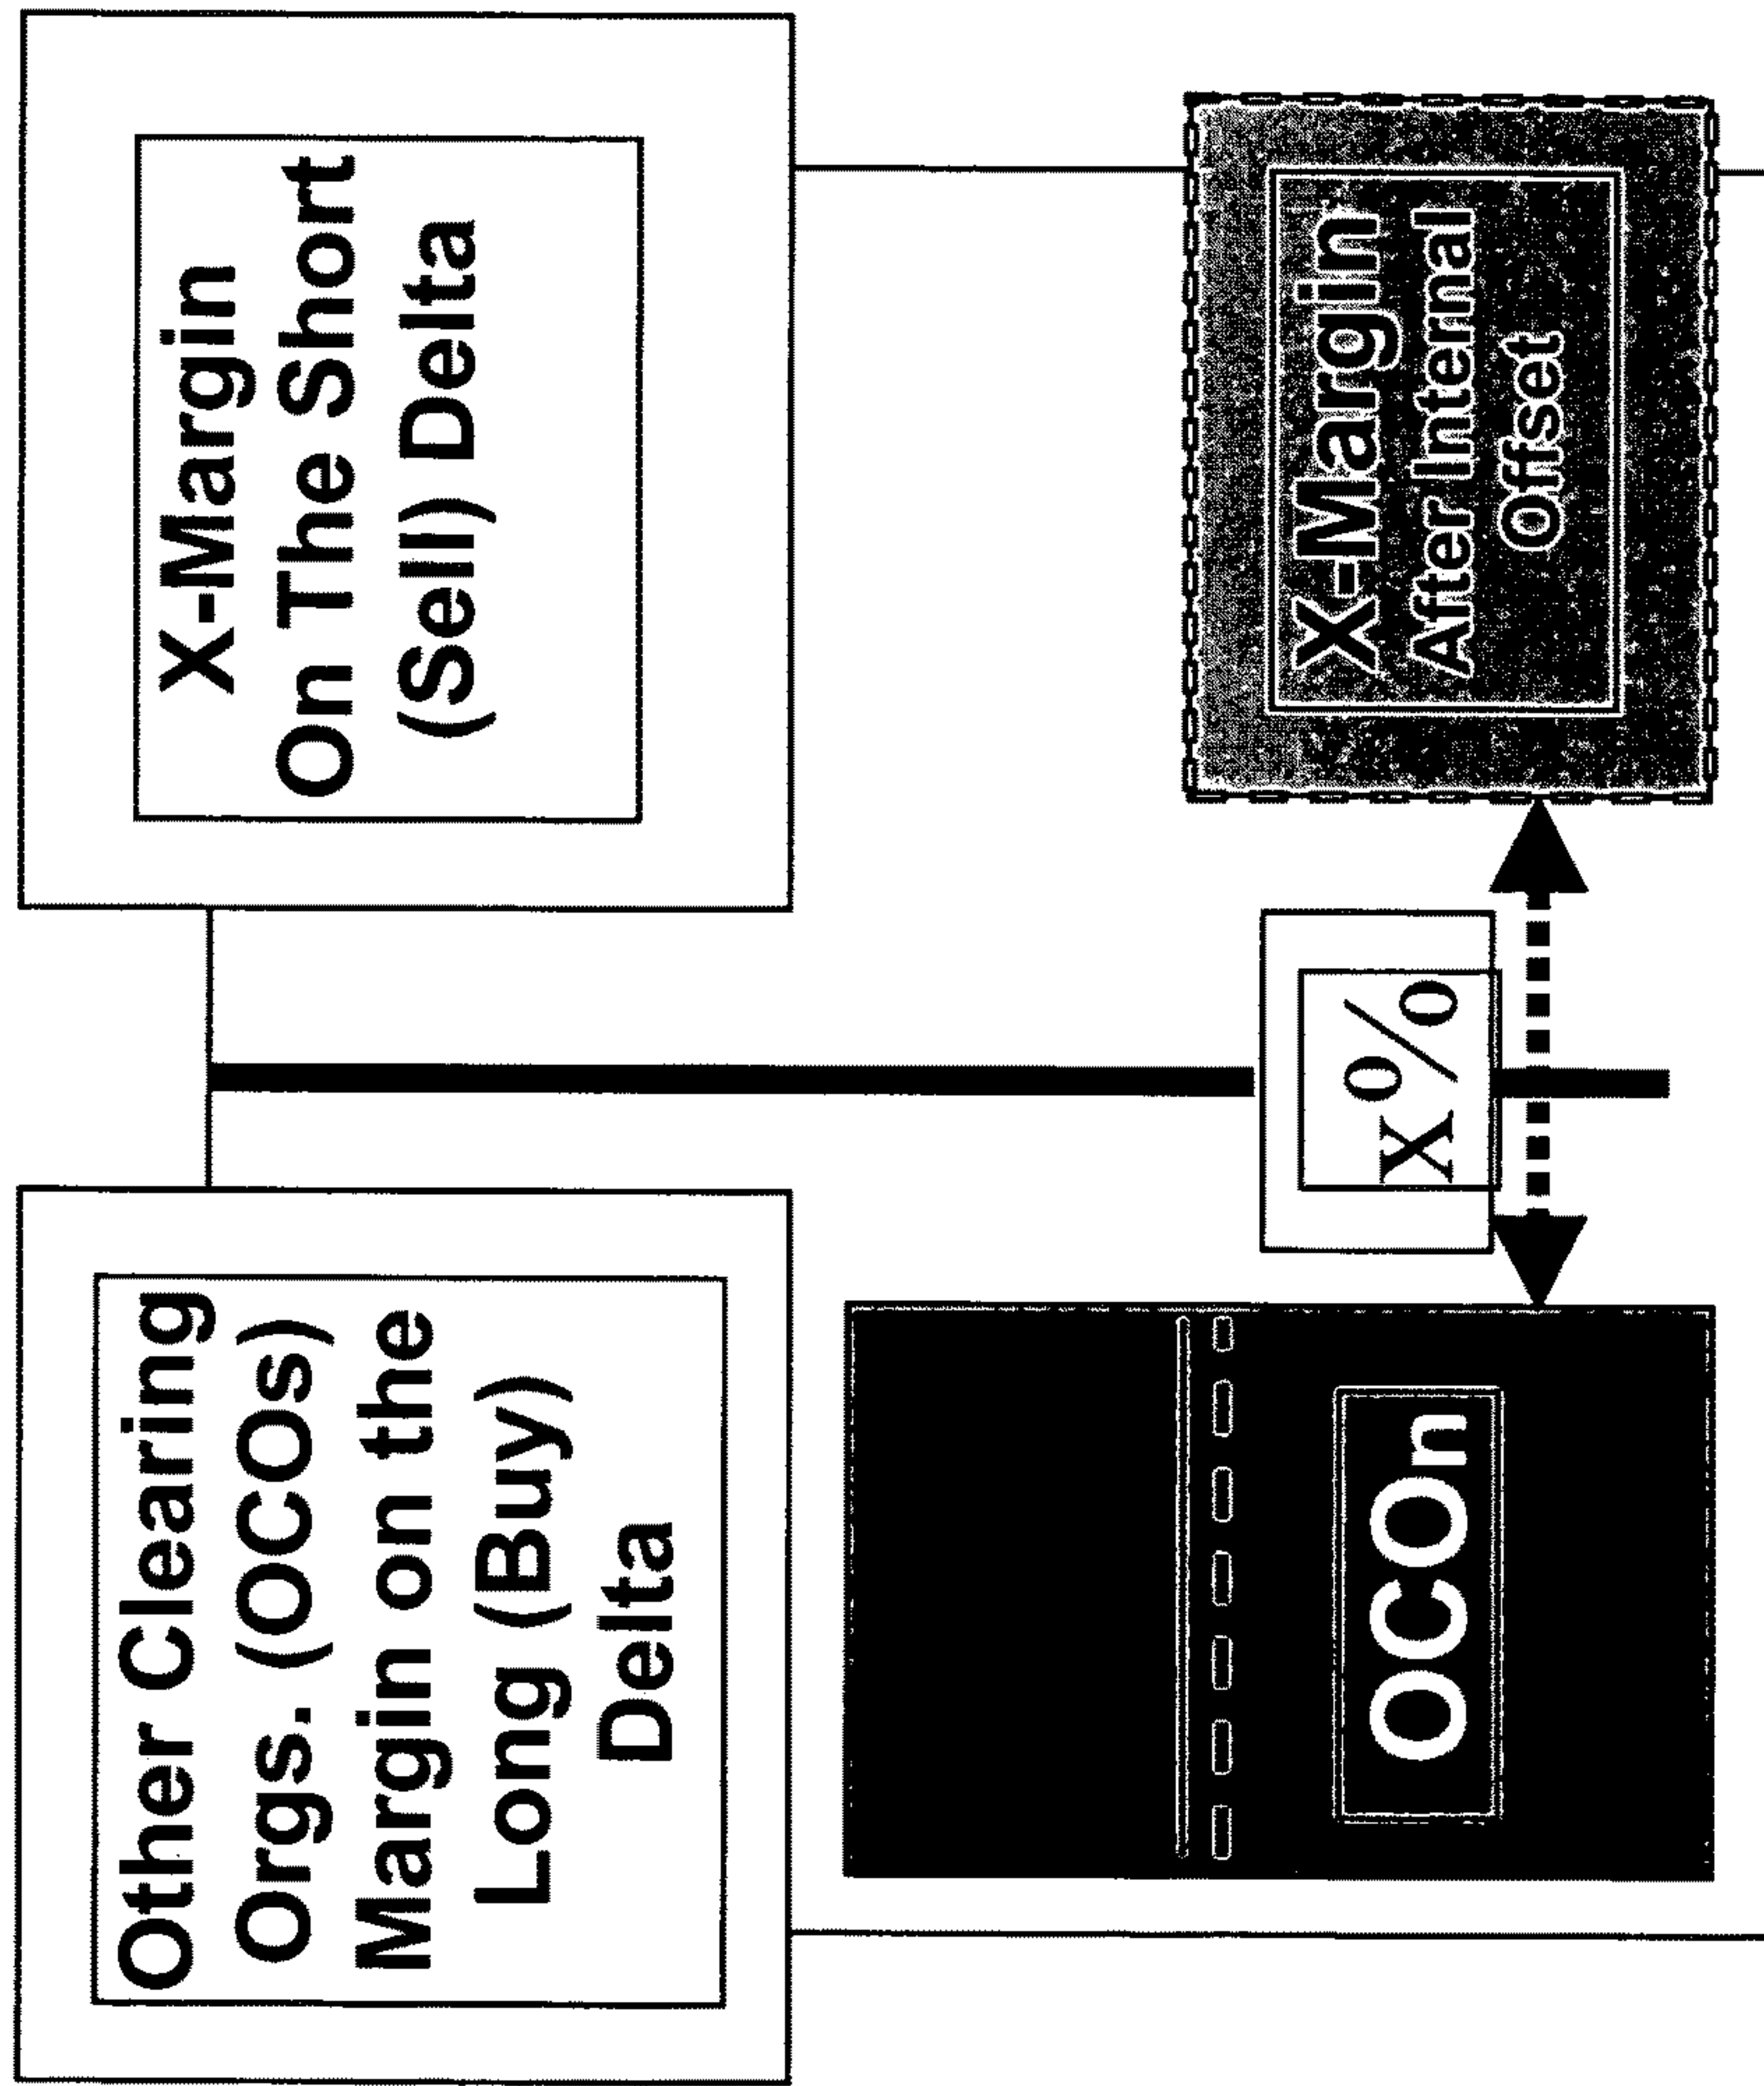 Other Clearing
Orgs. (OCOs)
Margin on the
Long (Buy)
Delta
X-Margin
On The Short
(Sell) Delta
OCOn
x%
X-Margin
After Internal
Offset